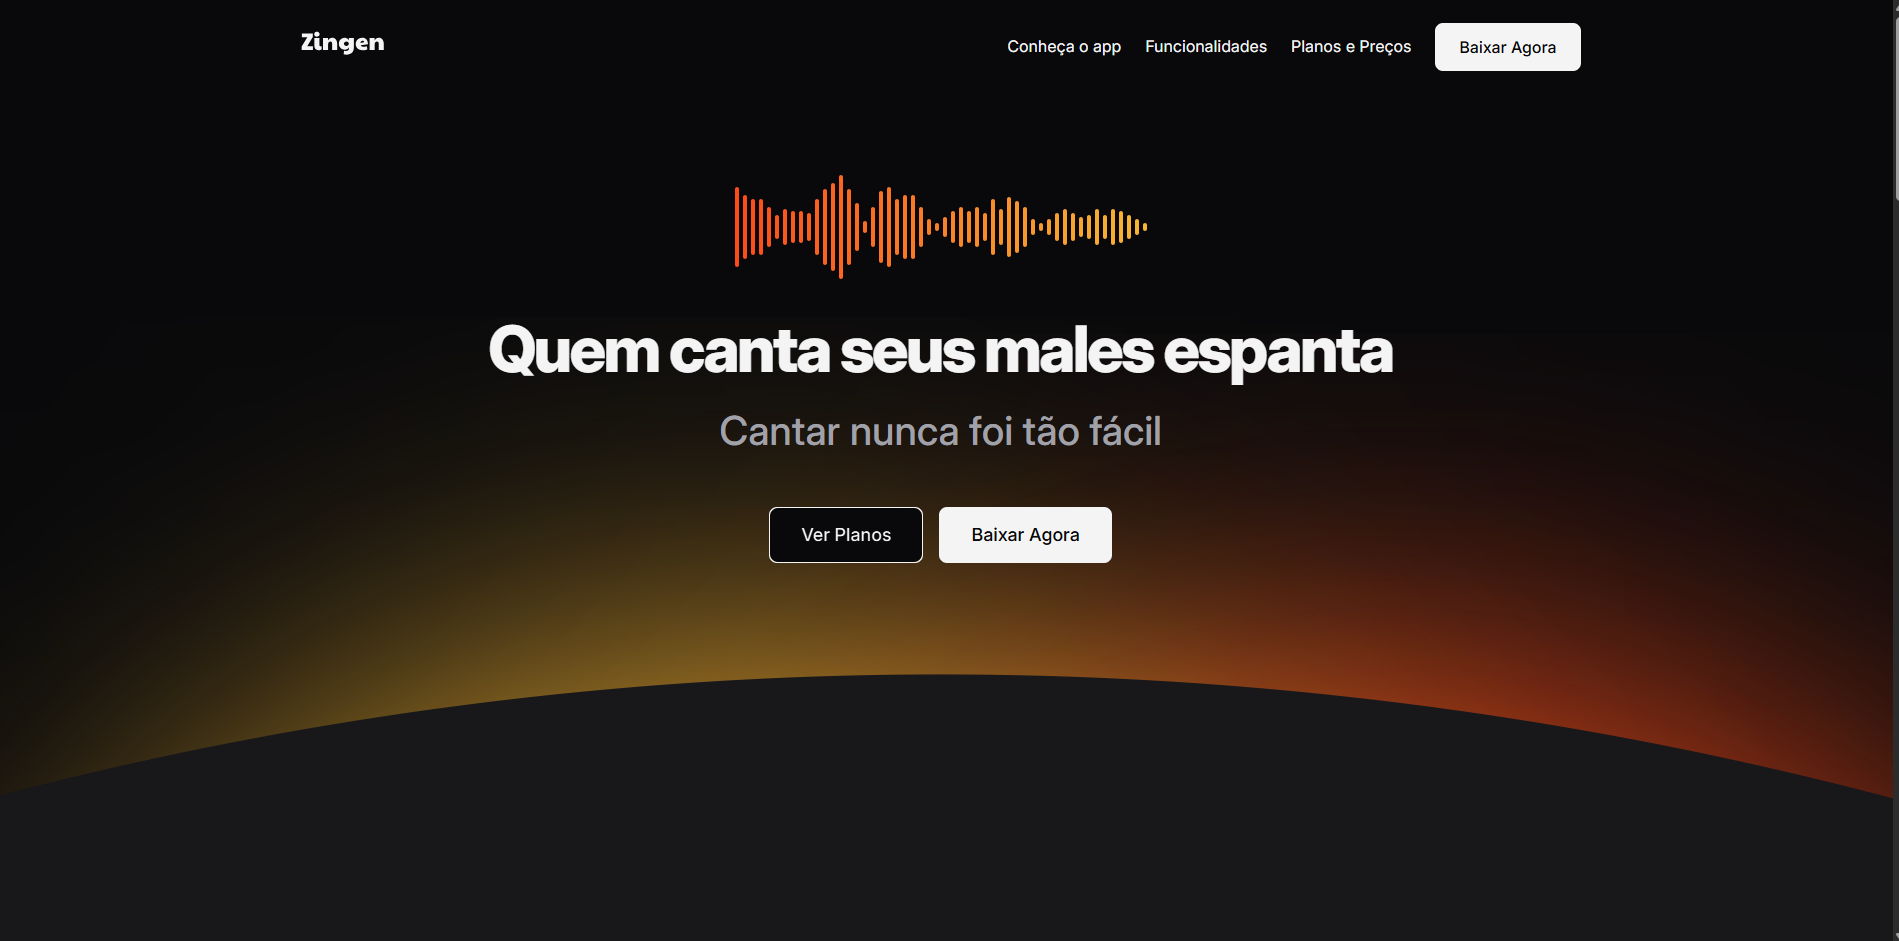 Zingen
Conheça o app Funcionalidades Planos e Preços Baixar Agora
Quem canta seus males espanta
Cantar nunca foi tão fácil
Ver Planos Baixar Agora